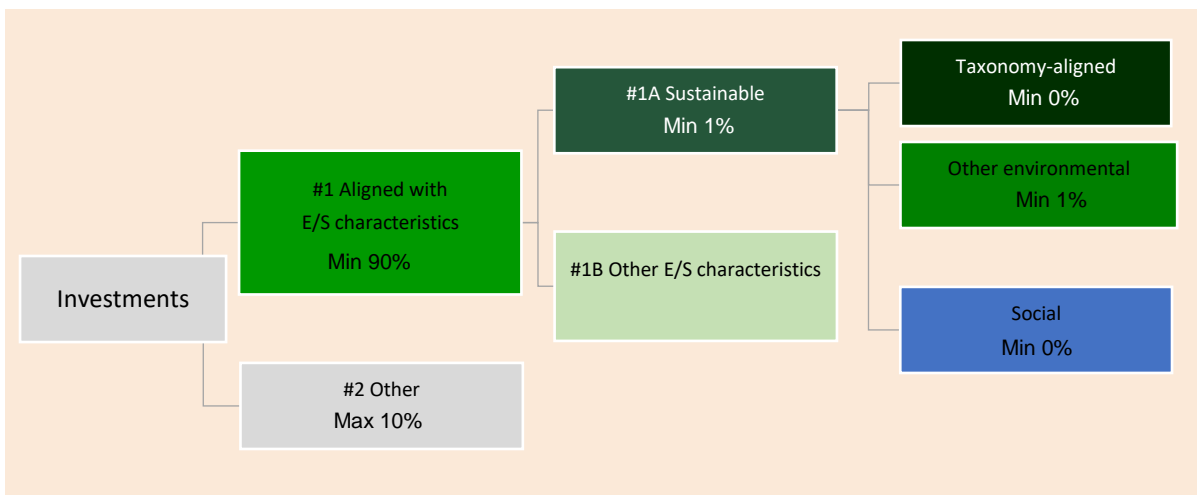 Investments
#1 Aligned with
E/S characteristics
Min 90%
#2 Other
Max 10%
#1A Sustainable
Min 1%
#1B Other E/S characteristics
Taxonomy-aligned
Min 0%
Other environmental
Min 1%
Social
Min 0%